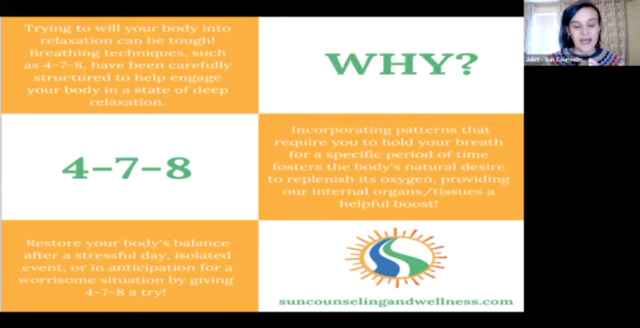 Trying to will your body into
relaxation can be tough!
Breathing techniques, such
as 4-7-8, have been carefully
structured to help engage
your body in a state of deep
relaxation.
WHY?
4-7-8
Incorporating patterns that
require you to hold your breath
for a specific period of time
fosters the body's natural desire
to replenish its oxygen, providing
our internal organs/tissues a
helpful boost!
Restore your body's balance
after a stressful day, isolated
event, or in anticipation for a
worrisome situation by giving
4-7-8 a try!
suncounselingandwellness.com
Juliet - Sun Counselin